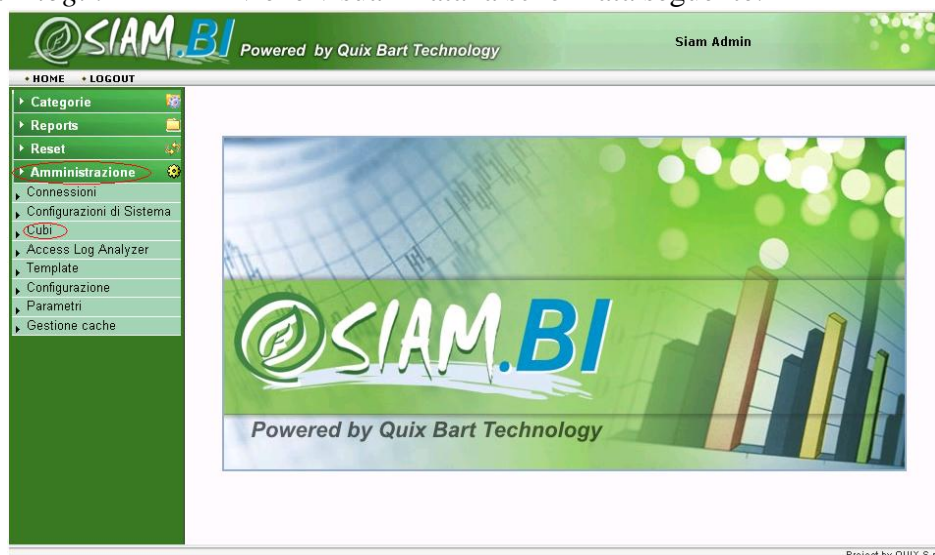 SIAM.BI Powered by Quix Bart Technology
Siam Admin
• HOME • LOGOUT
Categorie
Reports
Reset
Amministrazione
Connessioni
Configurazioni di Sistema
Cubi
Access Log Analyzer
Template
Configurazione
Parametri
Gestione cache
SIAM.BI
Powered by Quix Bart Technology